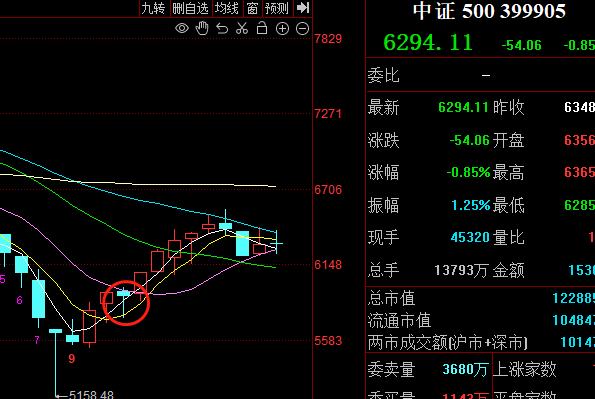 九转 删自选 均线 窗 预测
中证 500 399905
6294.11 -54.06 -0.85
7829
7271
6706
6148
5583
5
6
7
9
5158.48
委比 –
最新 6294.11 昨收 6348
涨跌 -54.06 开盘 6356
涨幅 -0.85% 最高 6365
振幅 1.25% 最低 6285
现手 45320 量比 1
总手 13793万 金额 1530
总市值 12288
流通市值 10484
两市成交额(沪市+深市) 10147
委卖量 3680万 上涨家数
委买量 1143万 平盘家数